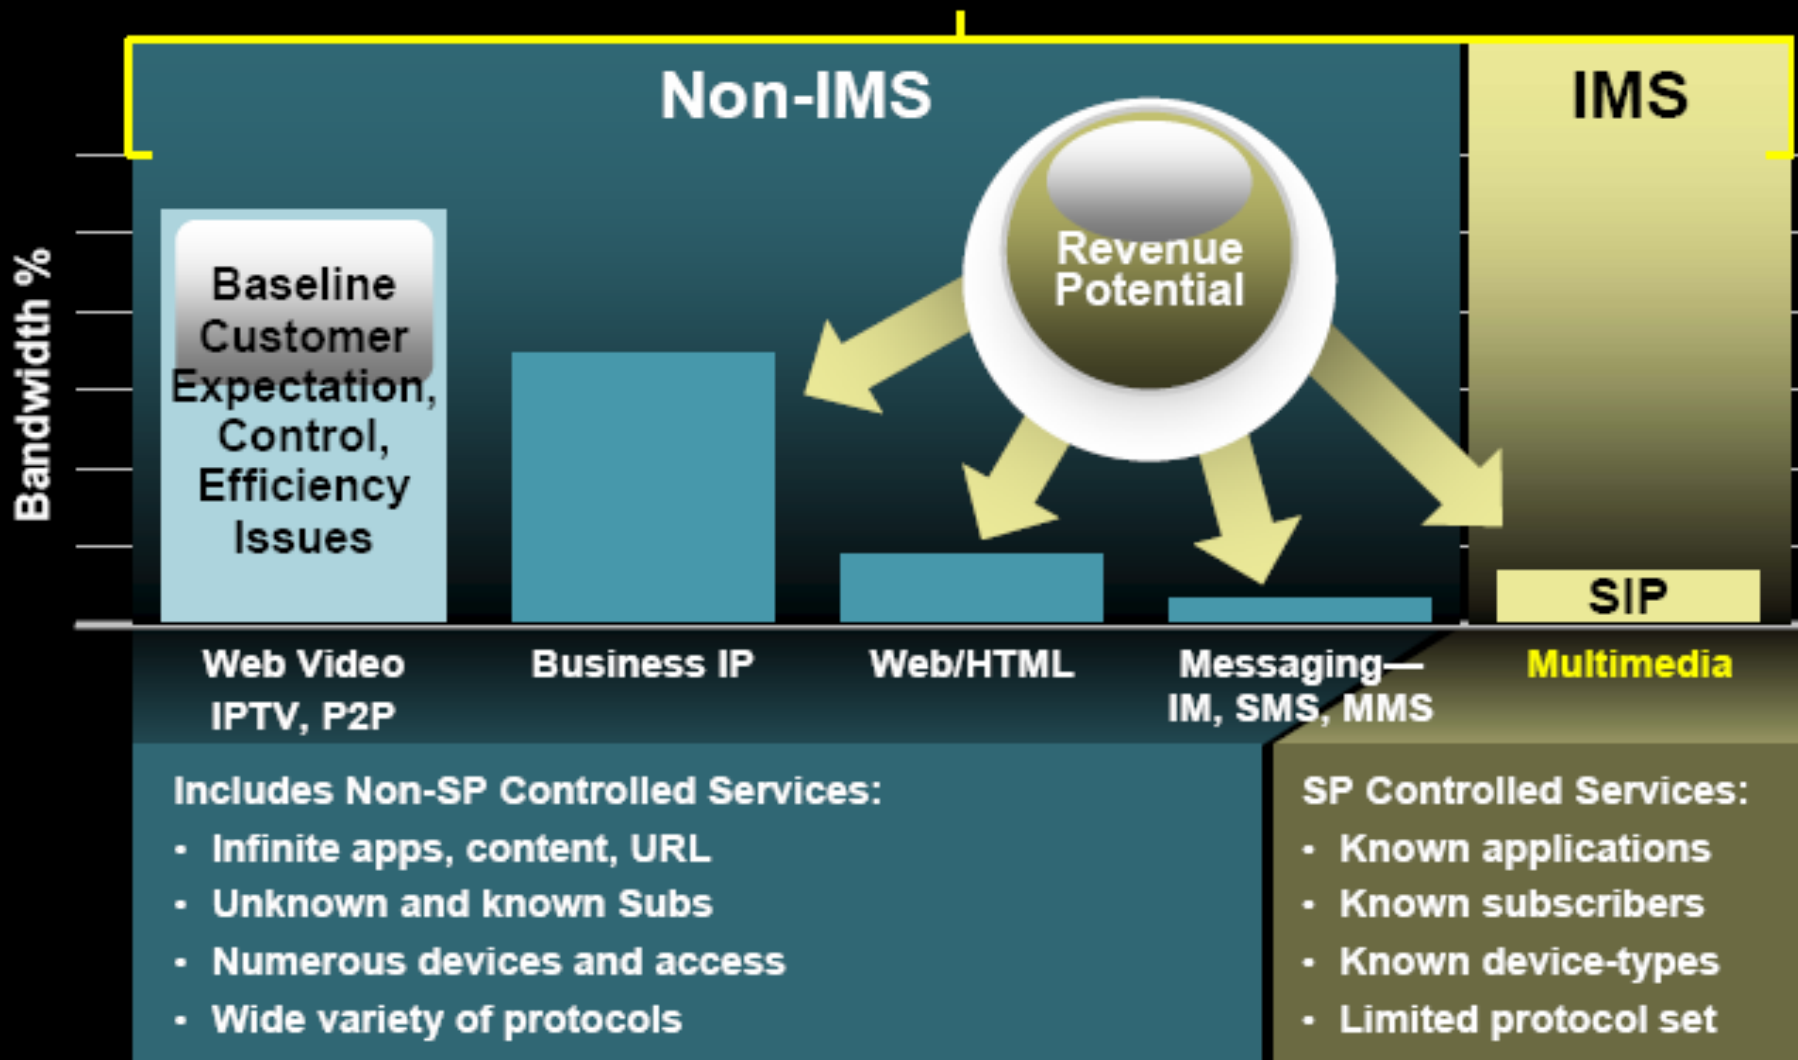 Non-IMS
IMS
Bandwidth %
Baseline
Customer
Expectation,
Control,
Efficiency
Issues
Revenue
Potential
SIP
Web Video
IPTV, P2P
Business IP
Web/HTML
Messaging—
IM, SMS, MMS
Multimedia
Includes Non-SP Controlled Services:
• Infinite apps, content, URL
• Unknown and known Subs
• Numerous devices and access
• Wide variety of protocols
SP Controlled Services:
• Known applications
• Known subscribers
• Known device-types
• Limited protocol set